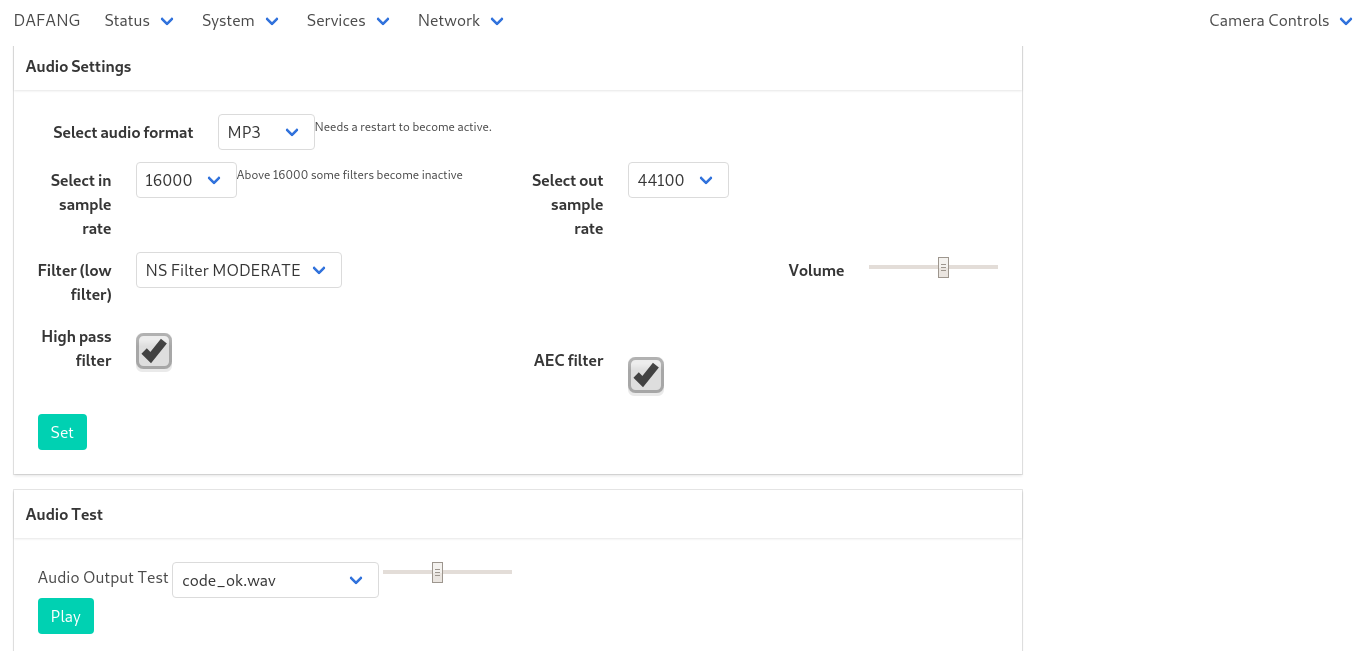 DAFANG Status System Services Network Camera Controls
Audio Settings
Select audio format MP3 Needs a restart to become active.
Select in sample rate 16000 Above 16000 some filters become inactive
Select out sample rate 44100
Filter (low filter) NS Filter MODERATE
Volume
High pass filter
AEC filter
Set
Audio Test
Audio Output Test code_ok.wav
Play